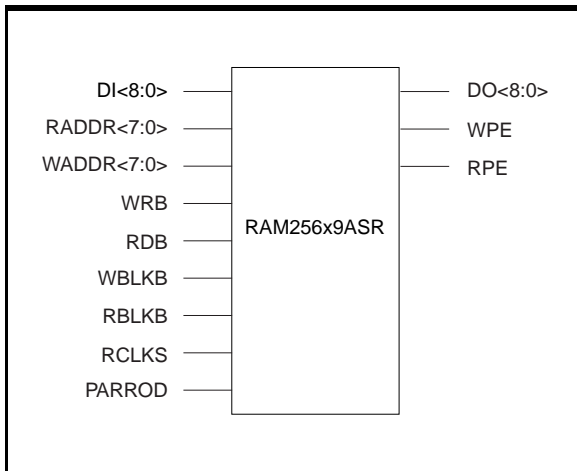 DI<8:0>
RADDR<7:0>
WADDR<7:0>
WRB
RDB
WBLKB
RBLKB
RCLKS
PARROD
RAM256x9ASR
DO<8:0>
WPE
RPE